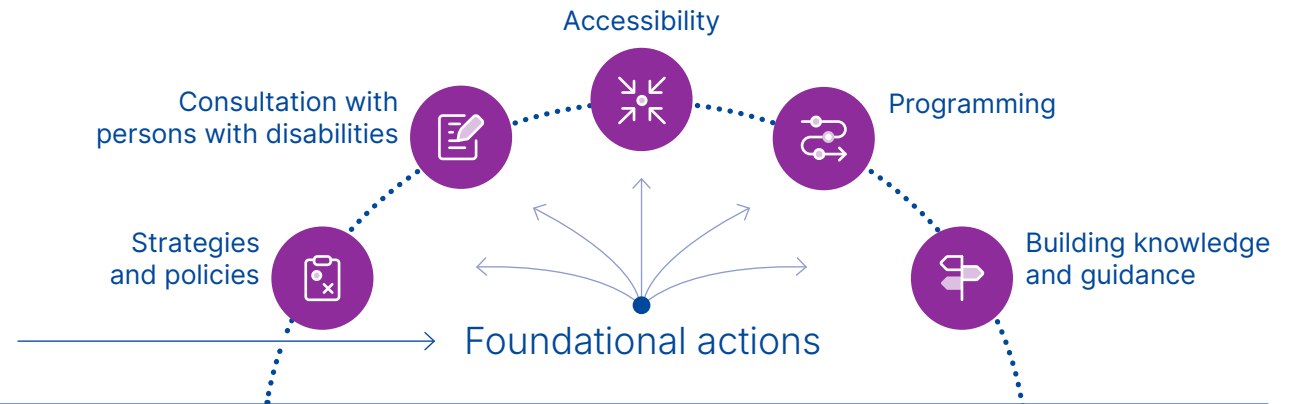 Accessibility
Consultation with
persons with disabilities
Programming
Strategies
and policies
Building knowledge
and guidance
Foundational actions